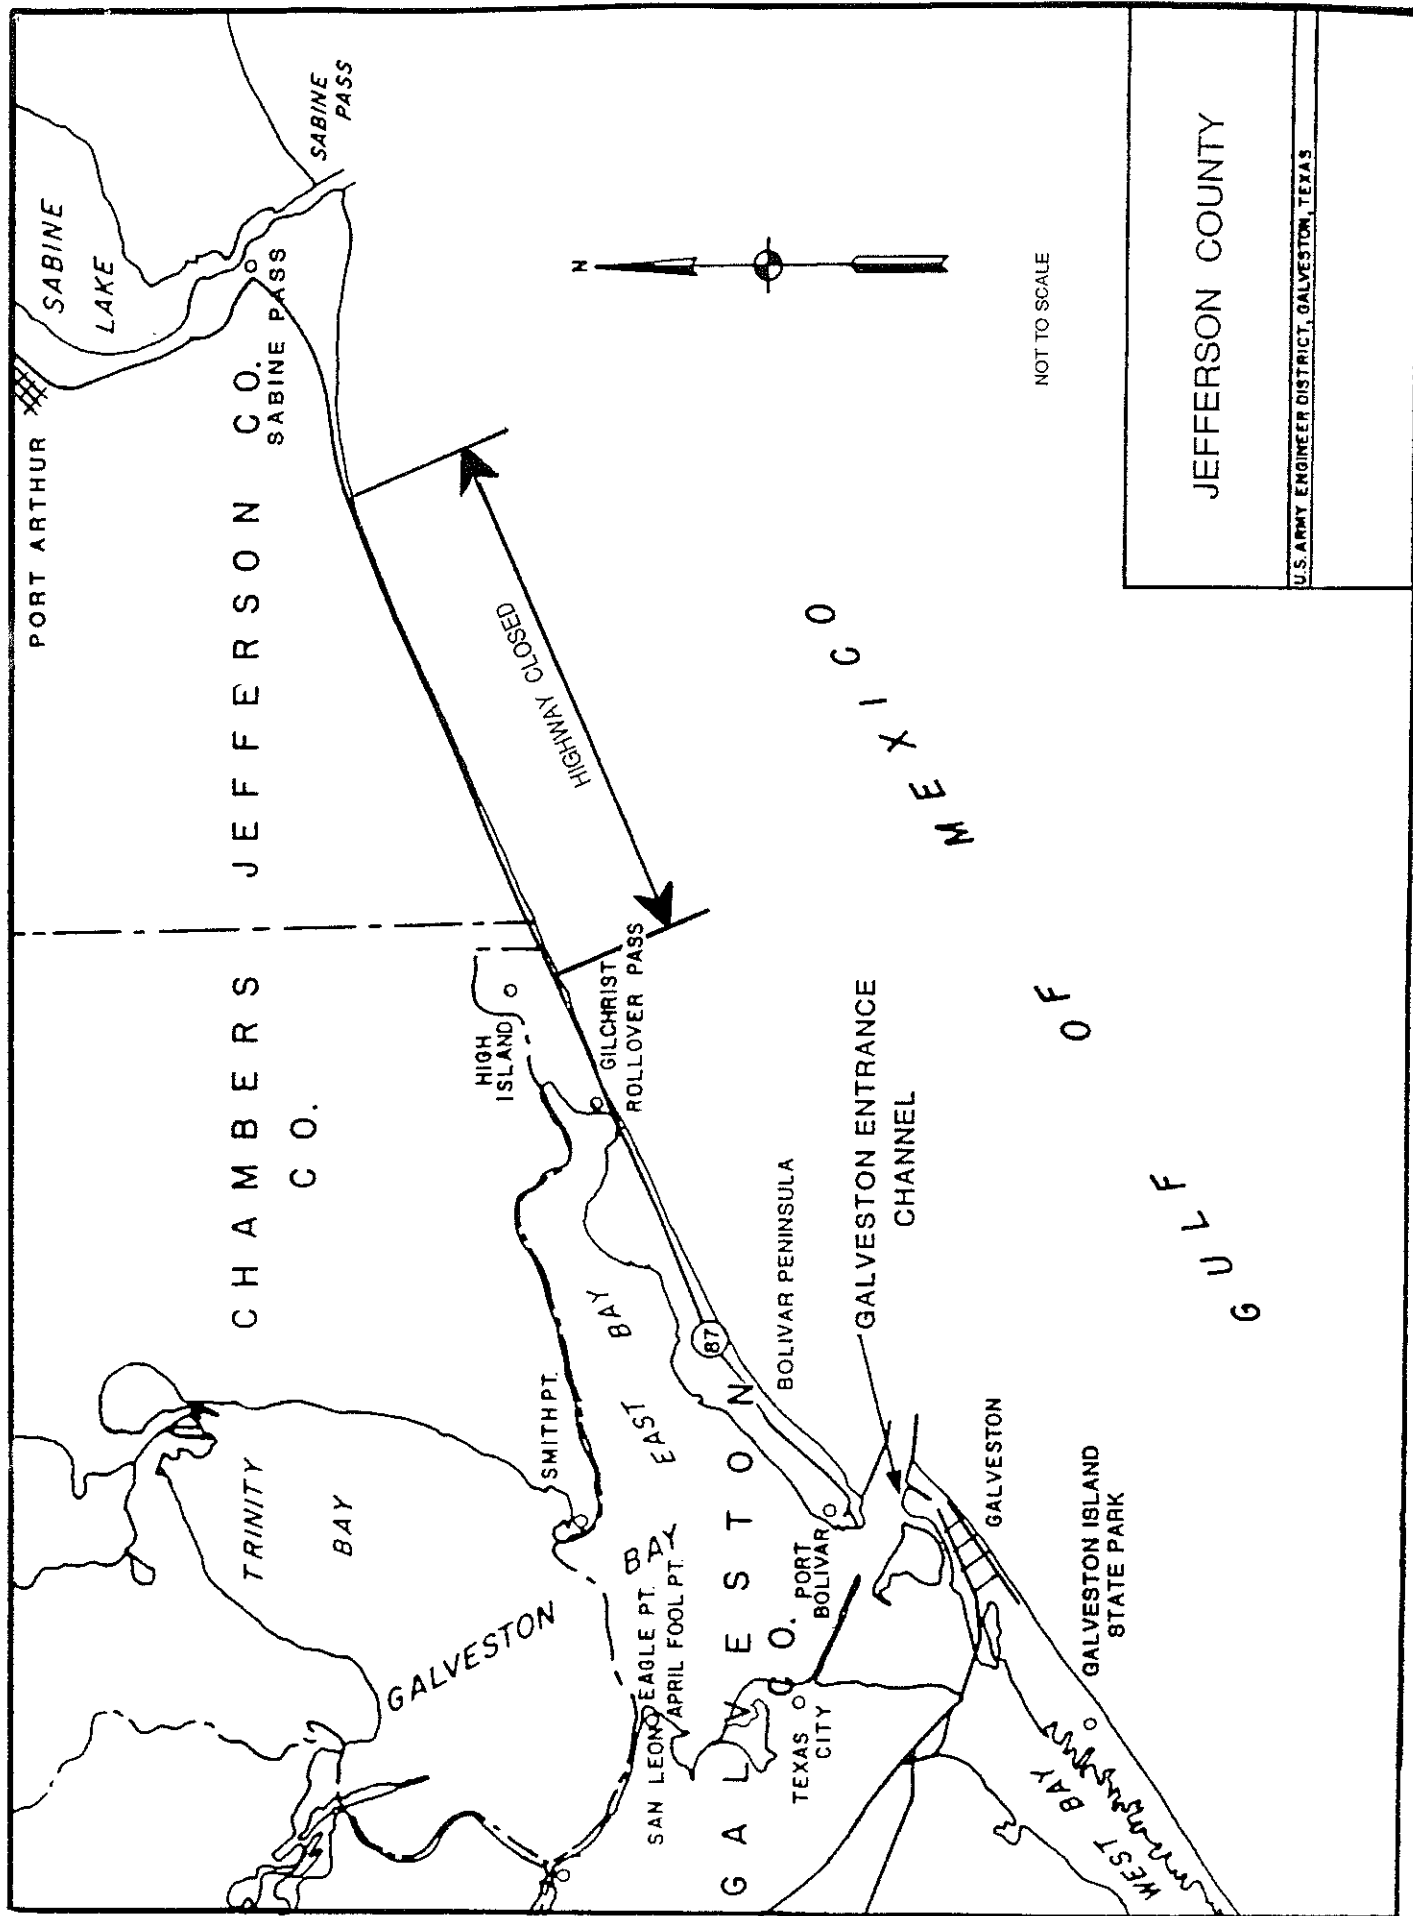 PORT ARTHUR
SABINE
LAKE
SABINE
PASS
JEFFERSON CO.
SABINE PASS
CHAMBERS
CO.
HIGH
ISLAND
GILCHRIST
ROLLOVER PASS
HIGHWAY CLOSED
N
NOT TO SCALE
TRINITY
BAY
SMITH PT.
GALVESTON
BAY
EAST BAY
87
BOLIVAR PENINSULA
GALVESTON ENTRANCE
CHANNEL
SAN LEON
EAGLE PT.
APRIL FOOL PT.
GALVESTON
CO.
PORT
BOLIVAR
TEXAS
CITY
GALVESTON
GALVESTON ISLAND
STATE PARK
WEST BAY
GULF OF MEXICO
JEFFERSON COUNTY
U.S. ARMY ENGINEER DISTRICT, GALVESTON, TEXAS